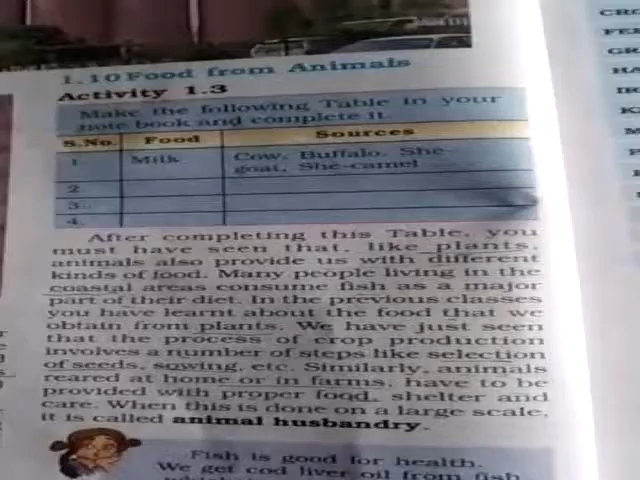 1.10 Food from Animals
Activity 1.3
Make the following Table in your
note book and complete it.
S.No. Food Sources
1. Milk Cow, Buffalo, She-
goat, She-camel
2.
3.
4.
After completing this Table, you
must have seen that, like plants,
animals also provide us with different
kinds of food. Many people living in the
coastal areas consume fish as a major
part of their diet. In the previous classes
you have learnt about the food that we
obtain from plants. We have just seen
that the process of crop production
involves a number of steps like selection
of seeds, sowing, etc. Similarly, animals
reared at home or in farms, have to be
provided with proper food, shelter and
care. When this is done on a large scale,
it is called animal husbandry.
Fish is good for health.
We get cod liver oil from fish
CRO
FE
GR
HA